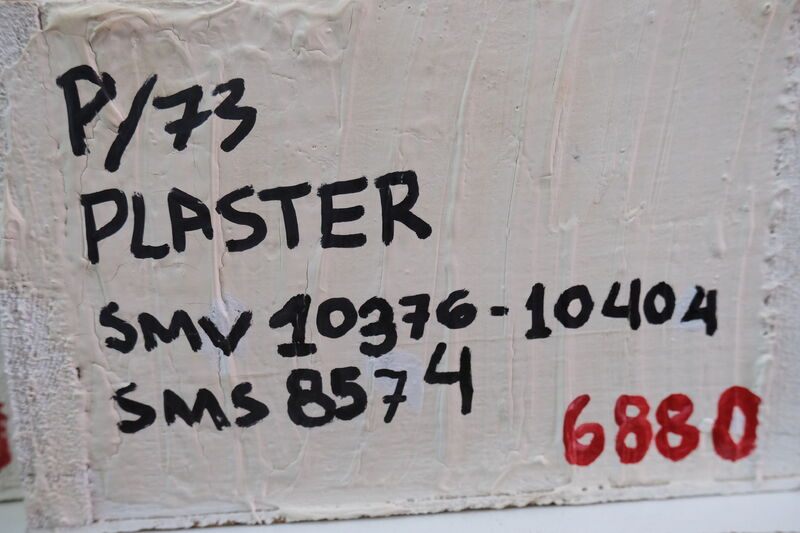 P/73
PLASTER
SMV 10376-10404
SMS 8574
6880